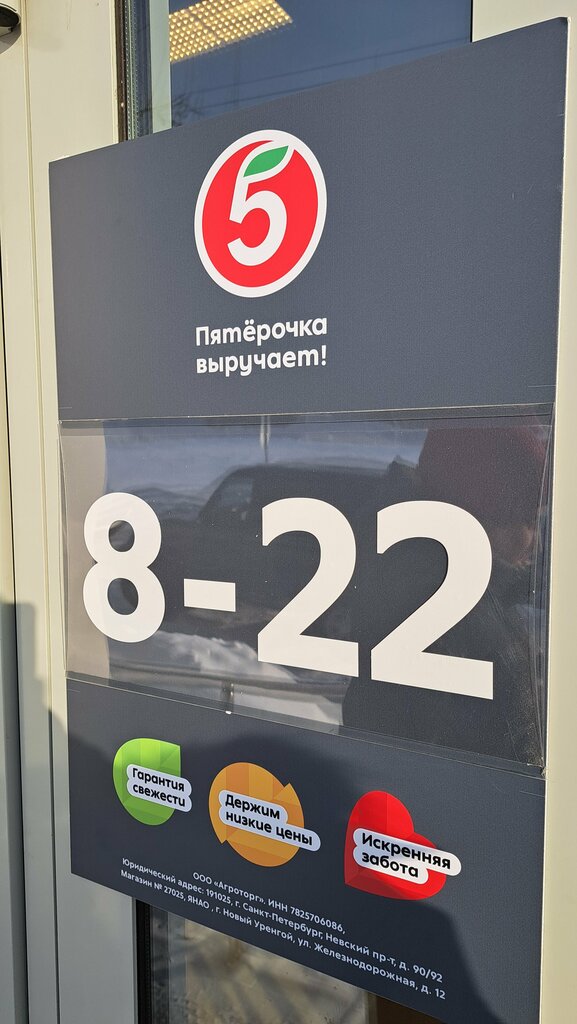 5
Пятёрочка
выручает!
8-22
Гарантия
свежести
Держим
низкие цены
Искренняя
забота
ООО «Агроторг», ИНН 7825706086,
Юридический адрес: 191025, г. Санкт-Петербург, Невский пр-т, д. 90/92
Магазин № 27025, ЯНАО , г. Новый Уренгой, ул. Железнодорожная, д. 12